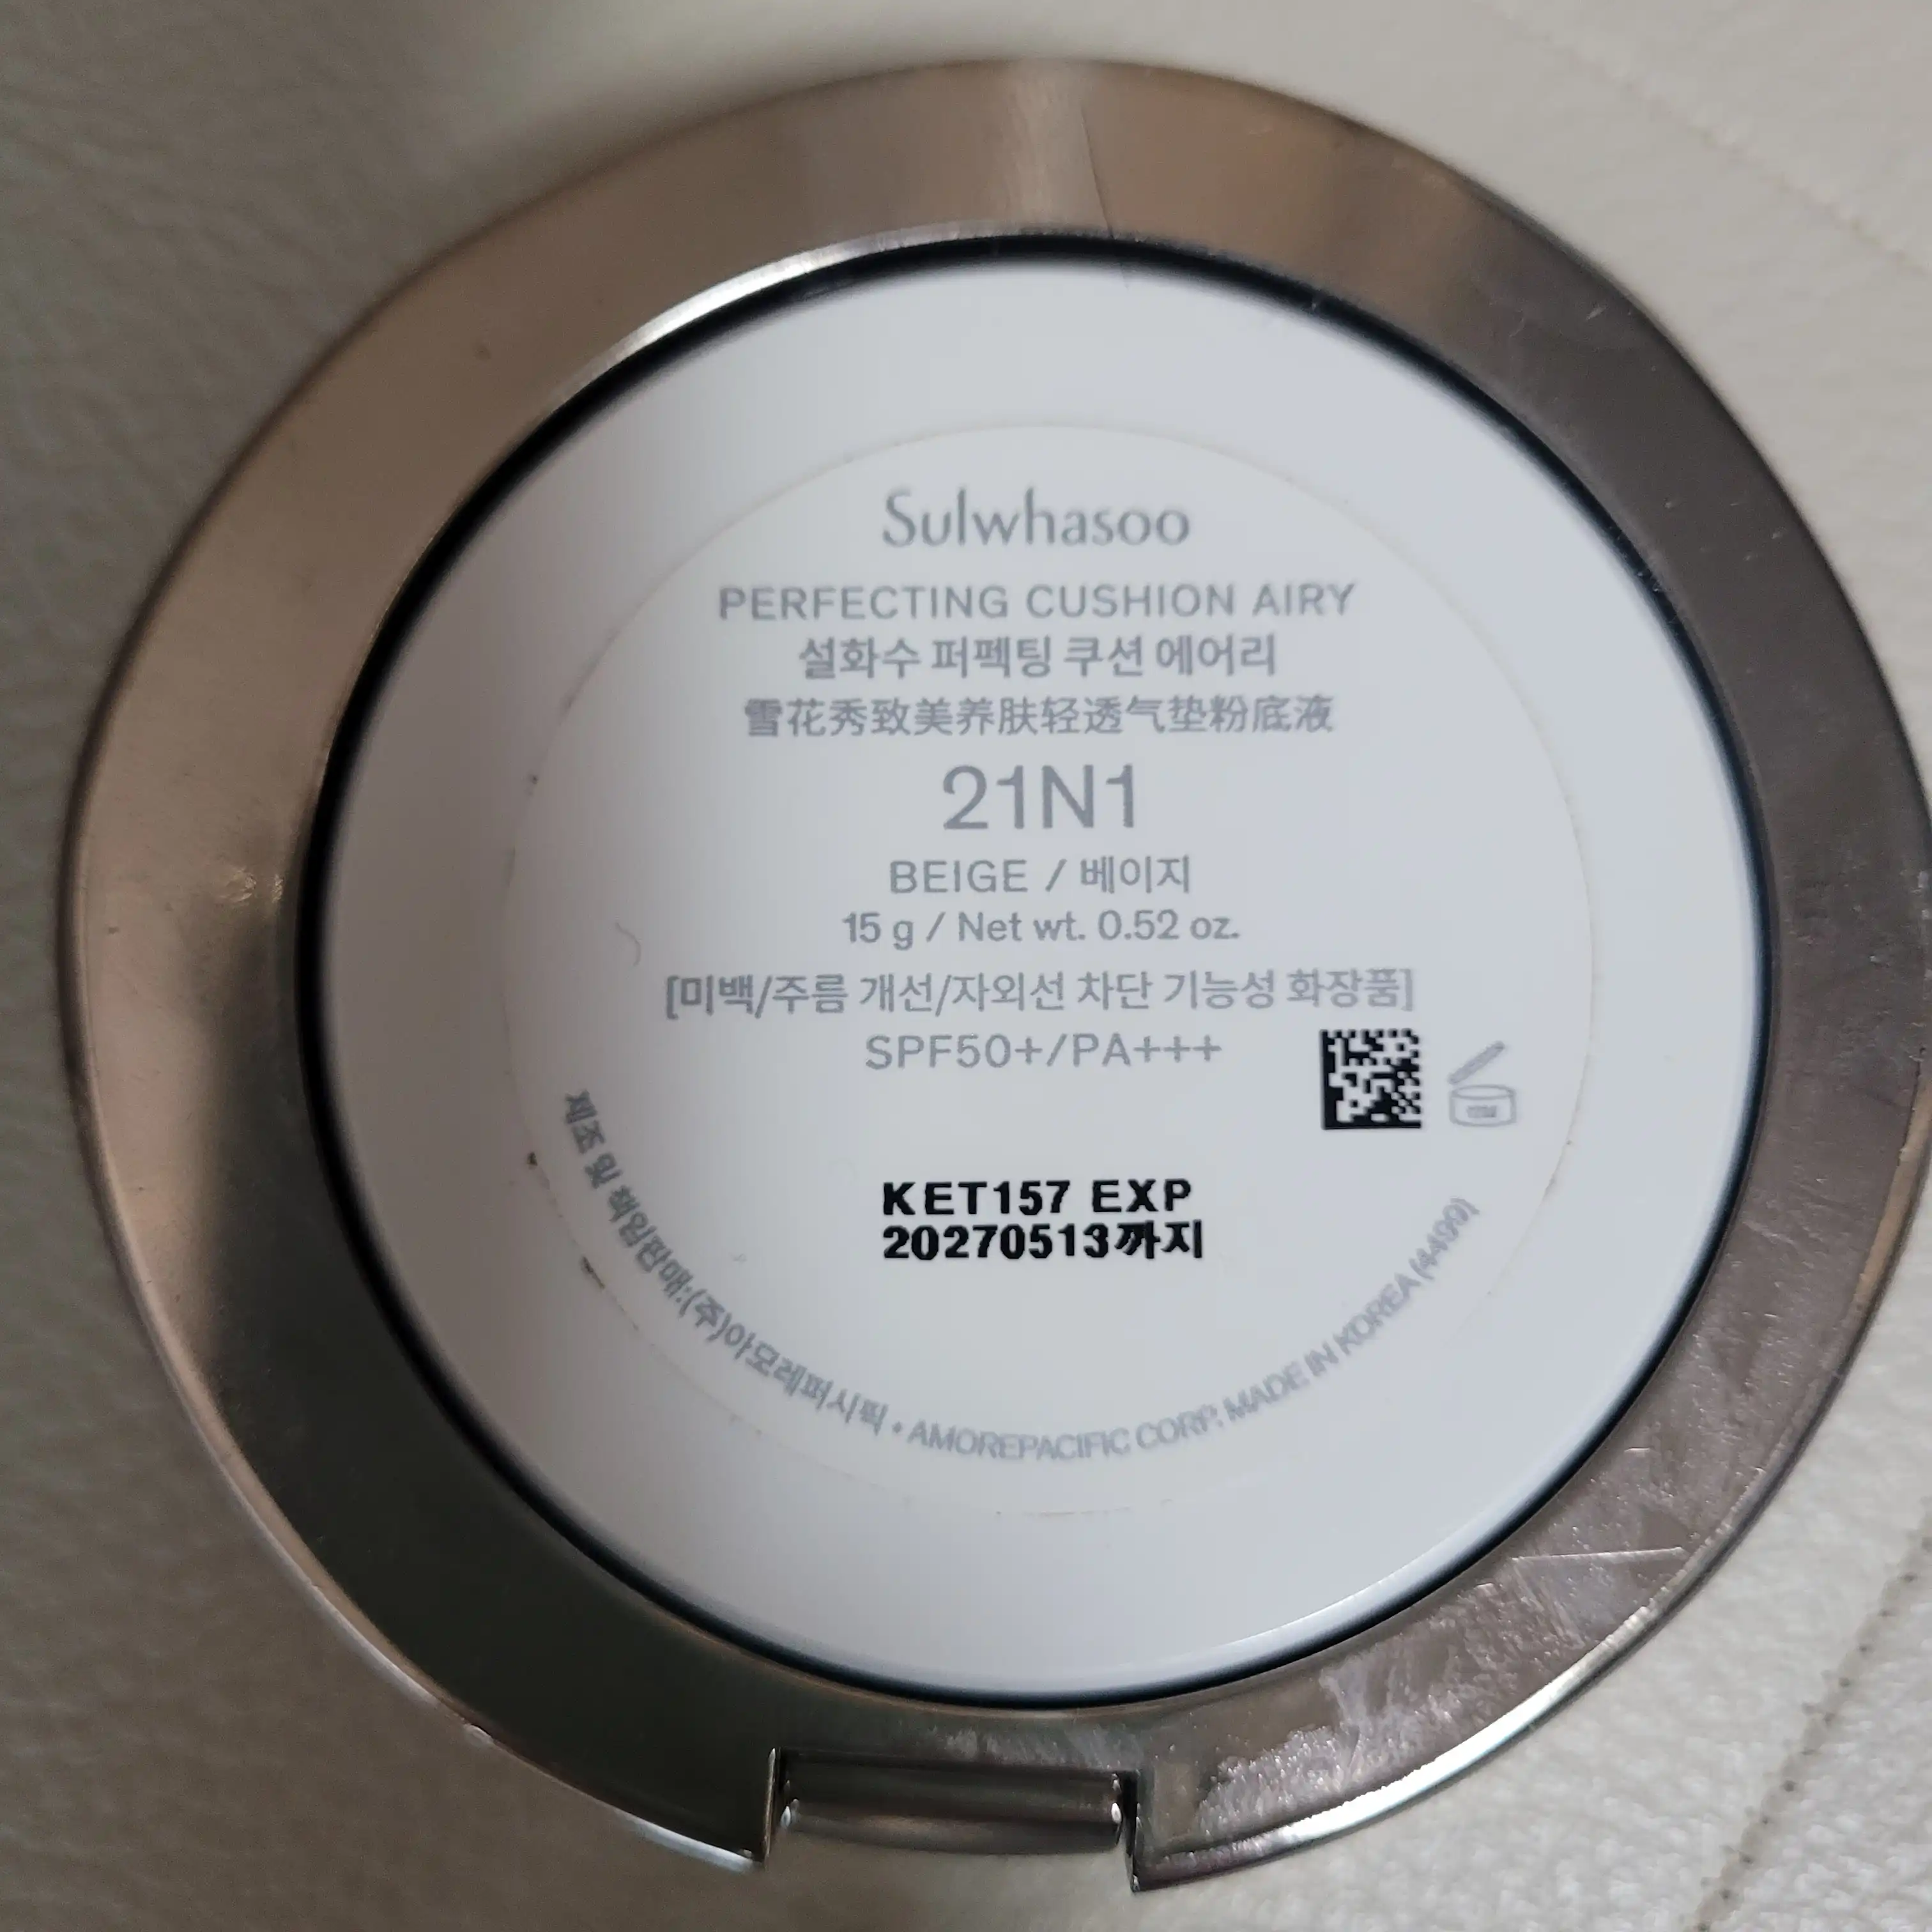 Sulwhasoo
PERFECTING CUSHION AIRY
설화수 퍼펙팅 쿠션 에어리
雪花秀致美养肤轻透气垫粉底液
21N1
BEIGE / 베이지
15 g / Net wt. 0.52 oz.
[미백/주름 개선/자외선 차단 기능성 화장품]
SPF50+/PA+++
KET157 EXP
20270513까지
제조 및 책임판매:(주)아모레퍼시픽 • AMOREPACIFIC CORP. MADE IN KOREA (4499)